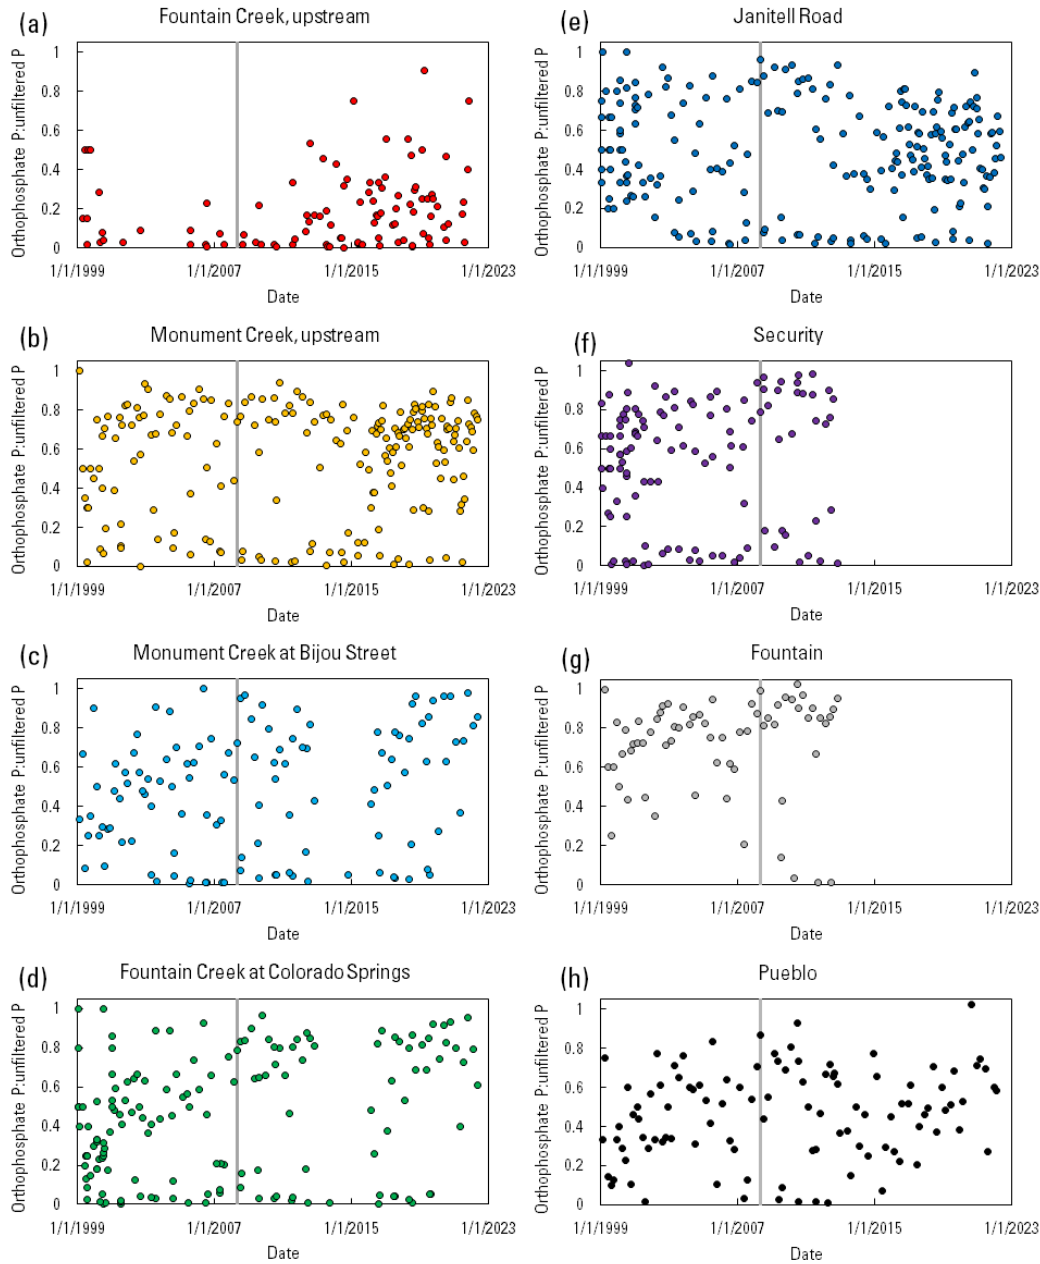 (a) Fountain Creek, upstream
Orthophosphate P:unfiltered P
1
0.8
0.6
0.4
0.2
0
1/1/1999 1/1/2007 1/1/2015 1/1/2023
Date
(b) Monument Creek, upstream
Orthophosphate P:unfiltered P
1
0.8
0.6
0.4
0.2
0
1/1/1999 1/1/2007 1/1/2015 1/1/2023
Date
(c) Monument Creek at Bijou Street
Orthophosphate P:unfiltered P
1
0.8
0.6
0.4
0.2
0
1/1/1999 1/1/2007 1/1/2015 1/1/2023
Date
(d) Fountain Creek at Colorado Springs
Orthophosphate P:unfiltered P
1
0.8
0.6
0.4
0.2
0
1/1/1999 1/1/2007 1/1/2015 1/1/2023
Date
(e) Janitell Road
Orthophosphate P:unfiltered P
1
0.8
0.6
0.4
0.2
0
1/1/1999 1/1/2007 1/1/2015 1/1/2023
Date
(f) Security
Orthophosphate P:unfiltered P
1
0.8
0.6
0.4
0.2
0
1/1/1999 1/1/2007 1/1/2015 1/1/2023
Date
(g) Fountain
Orthophosphate P:unfiltered P
1
0.8
0.6
0.4
0.2
0
1/1/1999 1/1/2007 1/1/2015 1/1/2023
Date
(h) Pueblo
Orthophosphate P:unfiltered P
1
0.8
0.6
0.4
0.2
0
1/1/1999 1/1/2007 1/1/2015 1/1/2023
Date